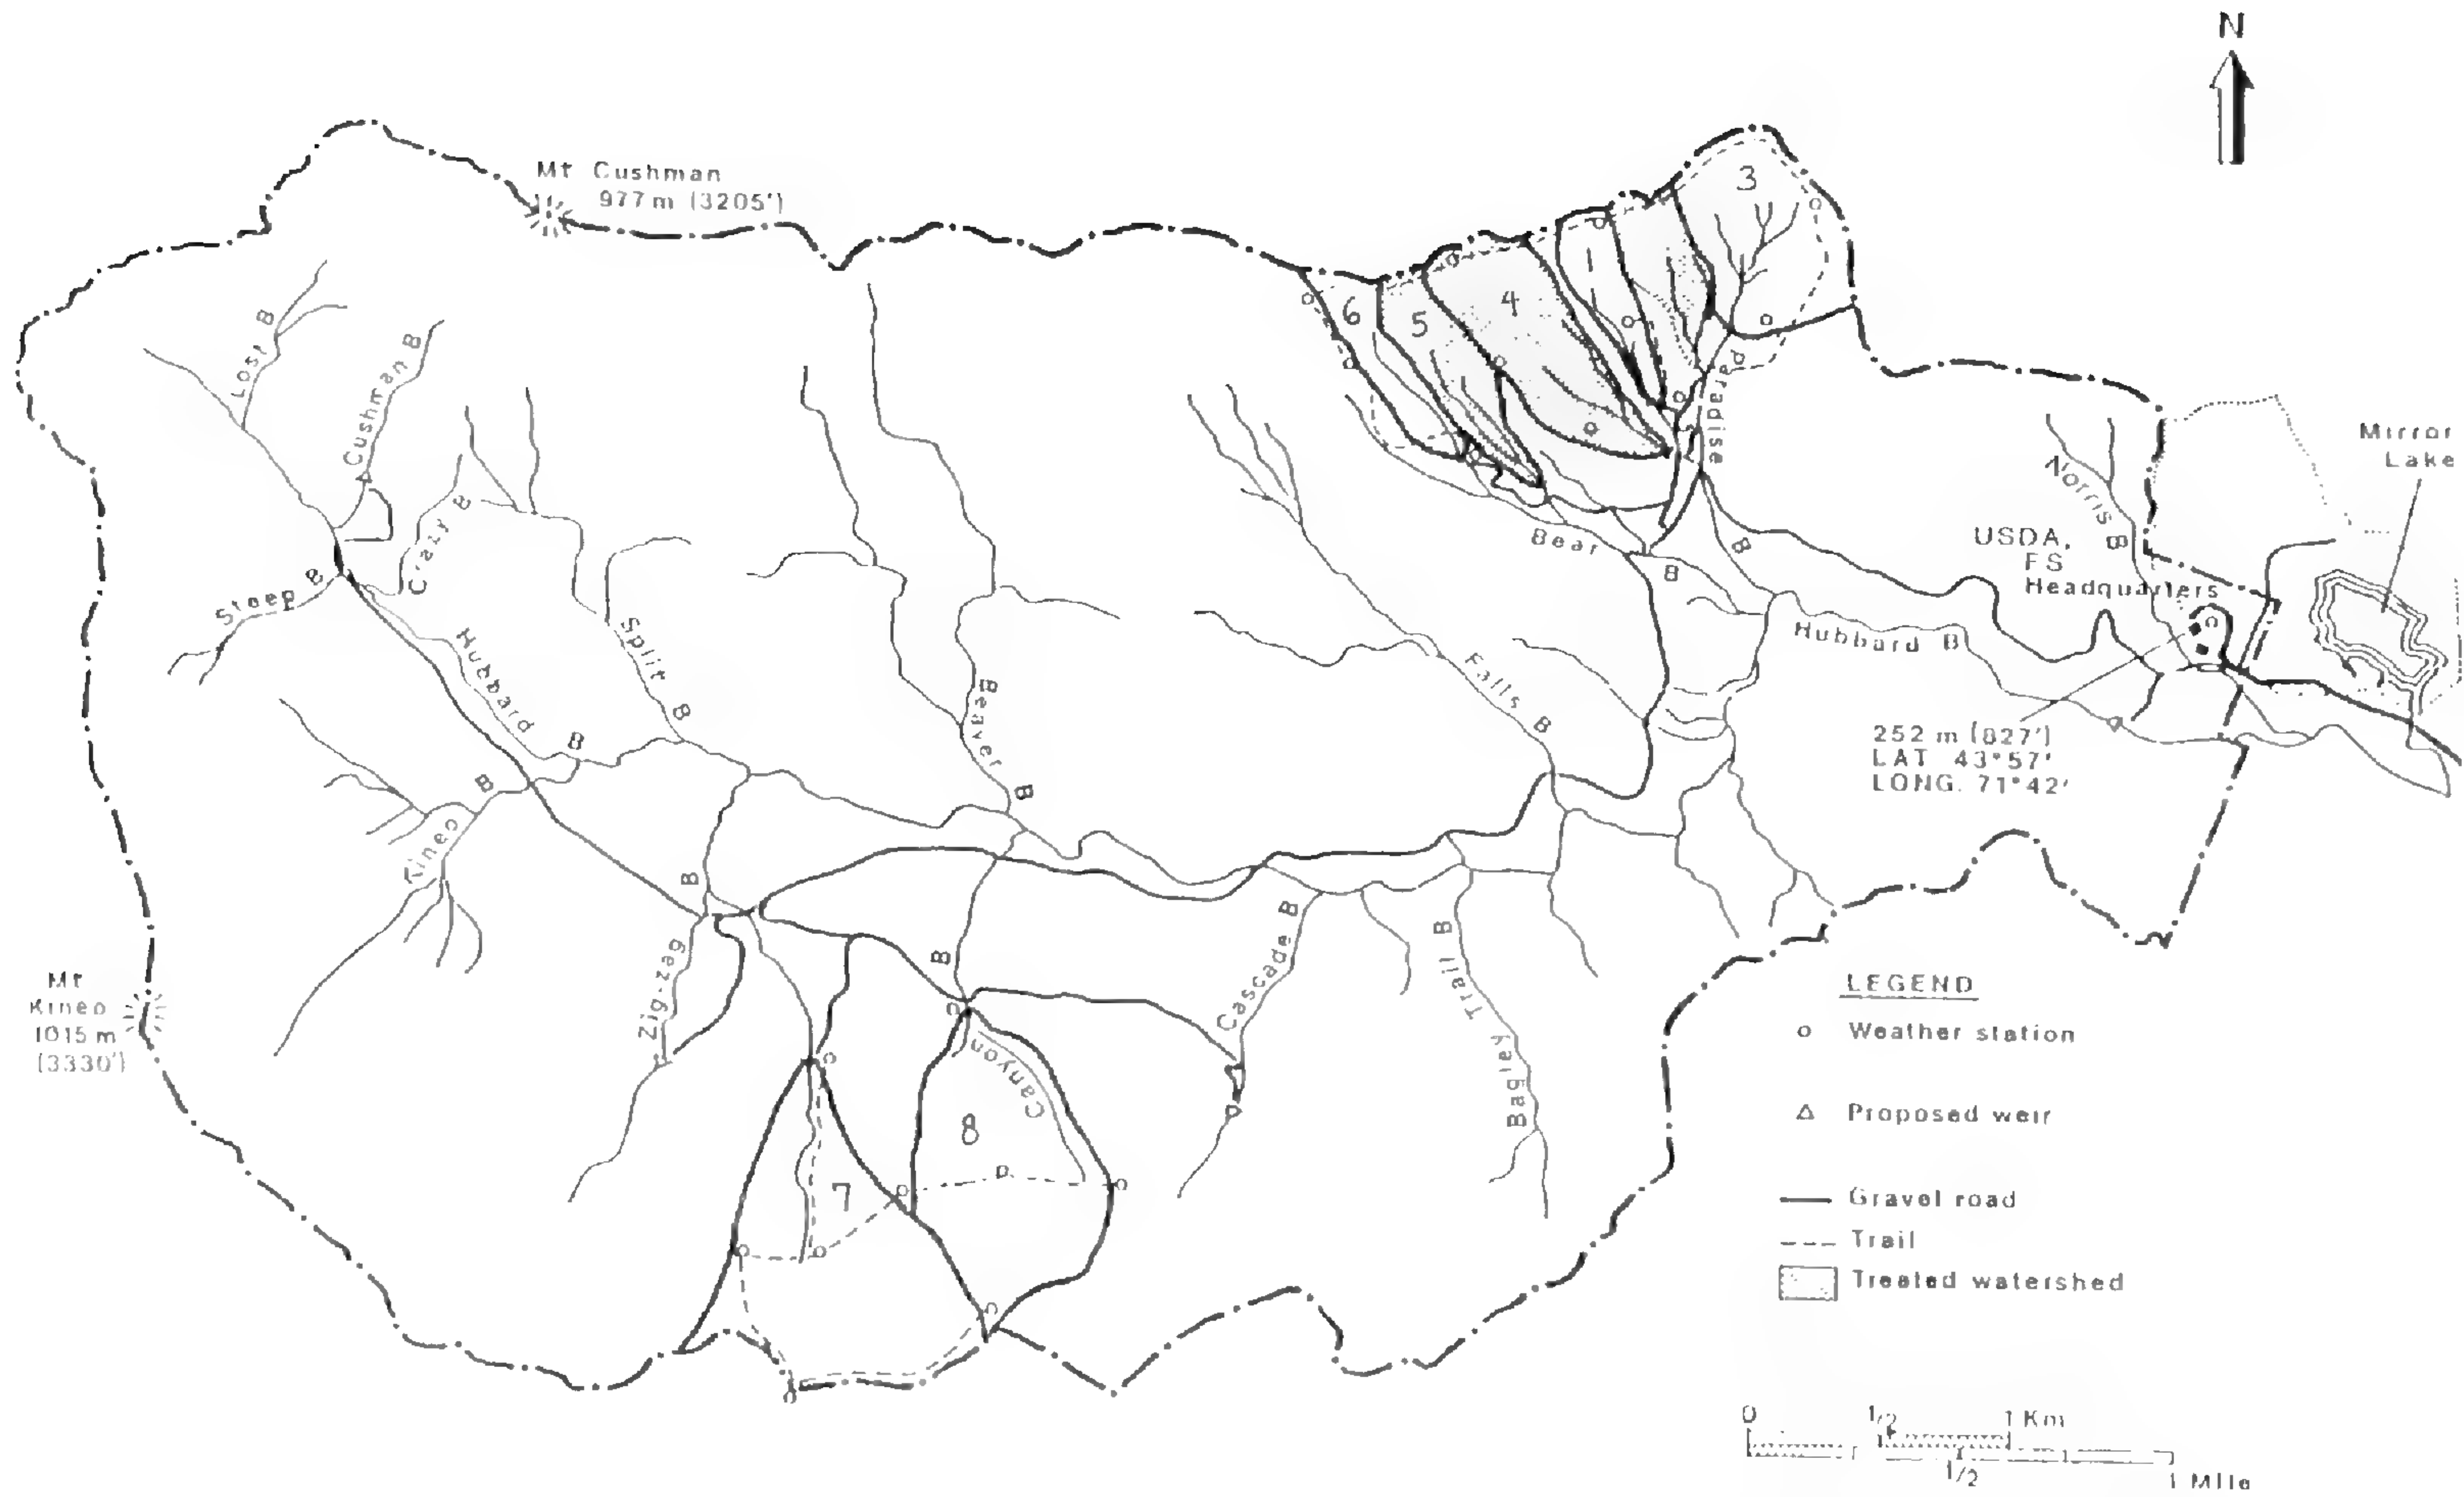 N
Mt Cushman
977 m (3205')
3
4
6
5
1
Lost B
Cushman B
Crazy B
Paradise
B
Norris B
Mirror
Lake
USDA,
FS
Headquarters
Bear
B
Steep B
Hubbard
B
Split B
Beaver
B
Falls B
Hubbard B
252 m (827')
LAT 43°57'
LONG. 71°42'
Kineo B
B
Zig-zag
B
Canyon
Cascade B
Bagley Trail B
Mt
Kineo
1015 m
(3330')
7
8
LEGEND
Weather station
Proposed weir
Gravel road
Trail
Treated watershed
0 1/2 1 Km
1/2 1 Mile